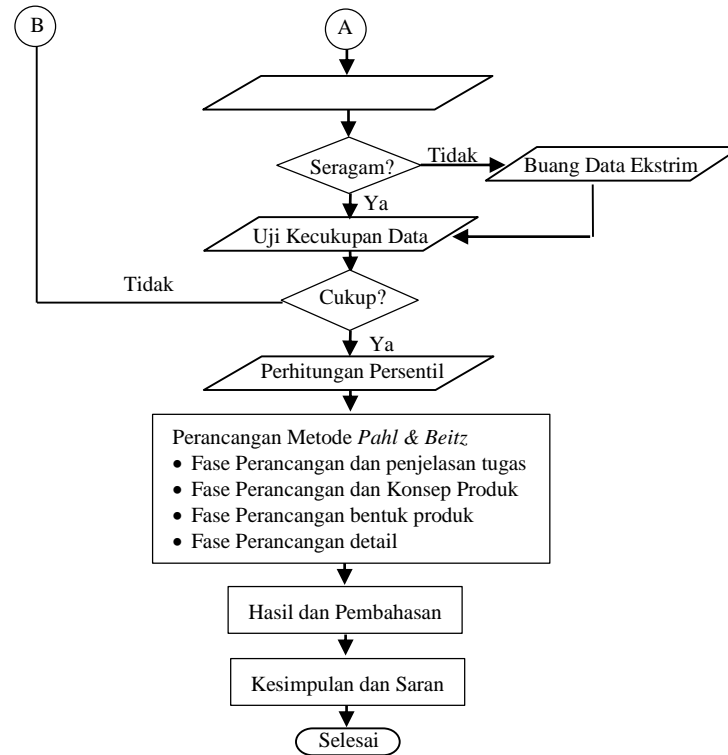 B
A
Seragam?
Tidak
Buang Data Ekstrim
Ya
Uji Kecukupan Data
Tidak
Cukup?
Ya
Perhitungan Persentil
Perancangan Metode Pahl & Beitz
• Fase Perancangan dan penjelasan tugas
• Fase Perancangan dan Konsep Produk
• Fase Perancangan bentuk produk
• Fase Perancangan detail
Hasil dan Pembahasan
Kesimpulan dan Saran
Selesai